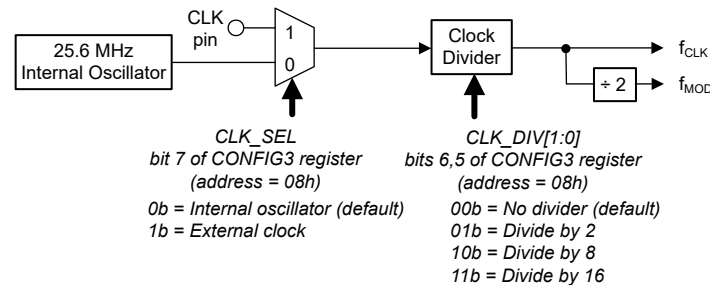 CLK
pin
1
0
25.6 MHz
Internal Oscillator
Clock
Divider
f_CLK
÷ 2
f_MOD
CLK_SEL
bit 7 of CONFIG3 register
(address = 08h)
0b = Internal oscillator (default)
1b = External clock
CLK_DIV[1:0]
bits 6,5 of CONFIG3 register
(address = 08h)
00b = No divider (default)
01b = Divide by 2
10b = Divide by 8
11b = Divide by 16